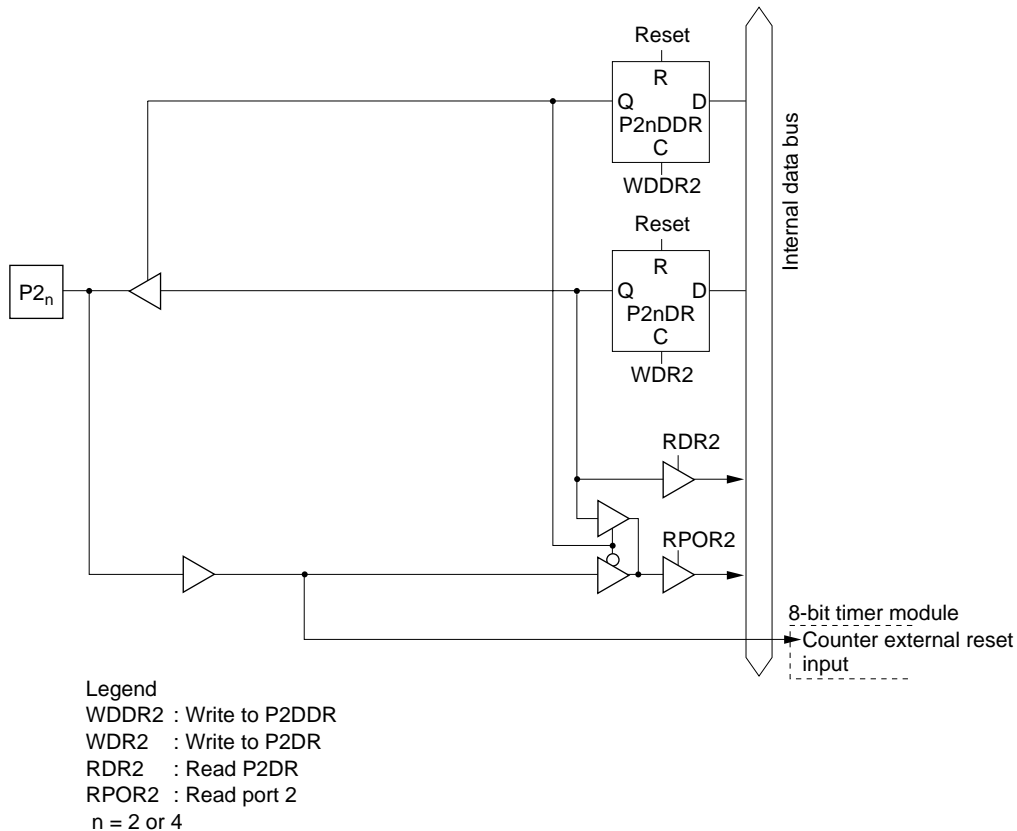 Reset
R
Q D
P2nDDR
C
WDDR2
Reset
R
Q D
P2nDR
C
WDR2
Internal data bus
P2n
RDR2
RPOR2
8-bit timer module
Counter external reset
input
Legend
WDDR2 : Write to P2DDR
WDR2 : Write to P2DR
RDR2 : Read P2DR
RPOR2 : Read port 2
n = 2 or 4